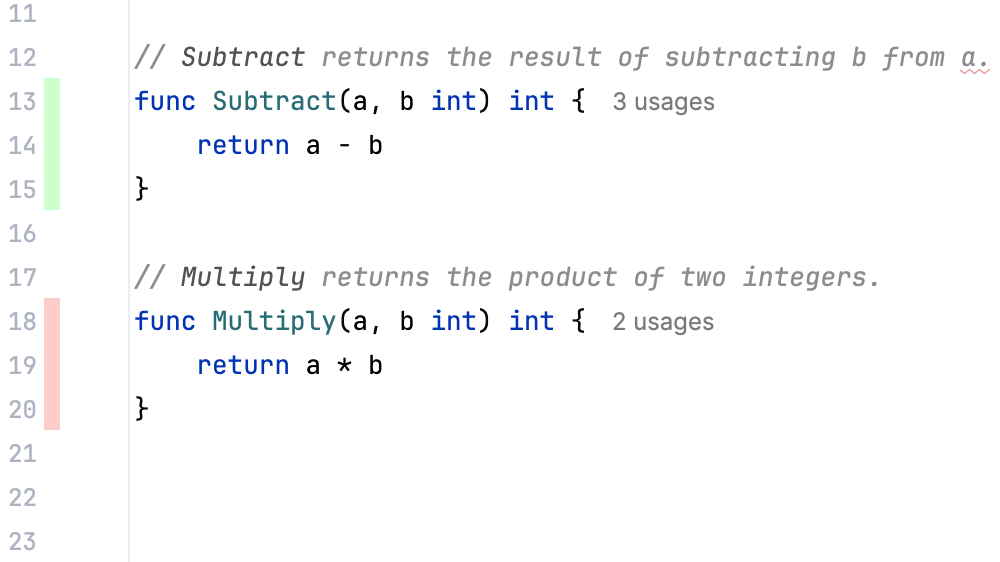 11
12 // Subtract returns the result of subtracting b from a.
13 func Subtract(a, b int) int { 3 usages
14     return a - b
15 }
16
17 // Multiply returns the product of two integers.
18 func Multiply(a, b int) int { 2 usages
19     return a * b
20 }
21
22
23